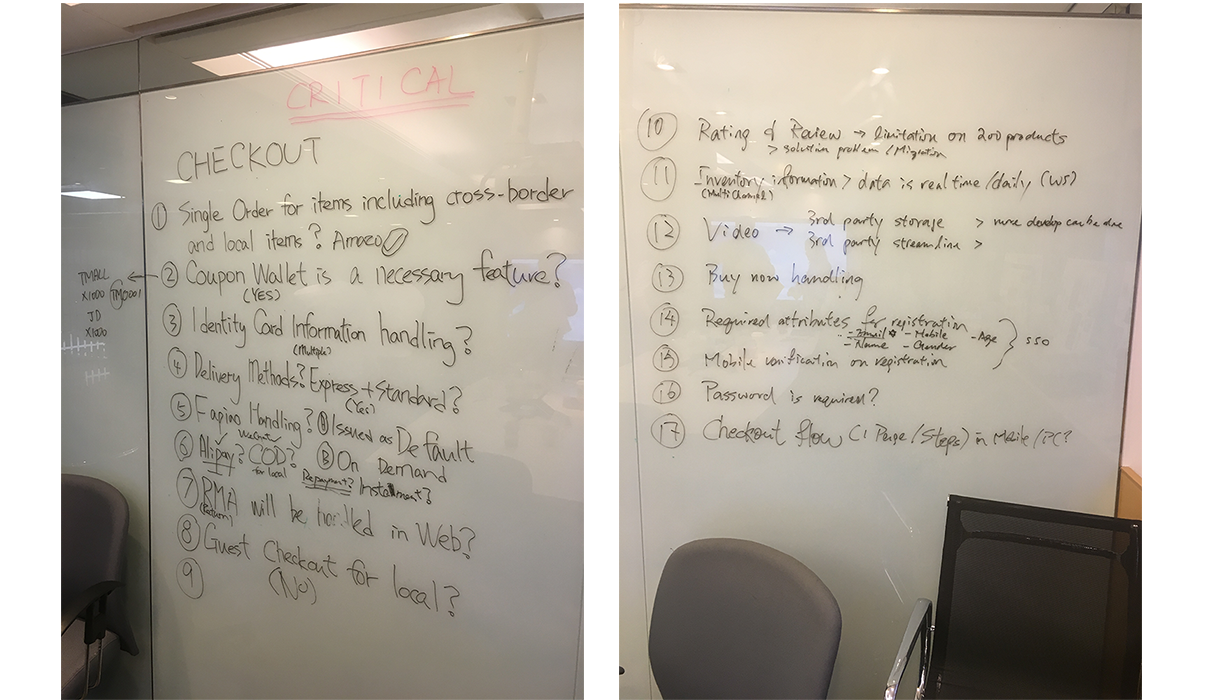 CRITICAL
CHECKOUT
① Single Order for items including cross-border
and local items?
② Coupon Wallet is a necessary feature?
(YES)
TMALL
x1000
JD
x1000
③ Identity Card Information handling?
(Multiple)
④ Delivery Methods? Express + Standard?
(Yes)
⑤ Fapiao Handling? Ⓐ Issued as Default
Ⓑ On Demand
⑥ Alipay? COD?
for local
Repayment? Installment?
⑦ RMA will be handled in Web?
(Return)
⑧ Guest Checkout for local?
(No)
⑨
⑩ Rating & Review → limitation on 200 products
> solution problem / Migration
⑪ Inventory information > data is real time / daily (WS)
⑫ Video → 3rd party storage > more develop can be done
3rd party streamline >
⑬ Buy now handling
⑭ Required attributes for registration
- Email * - Mobile - Age
- Name - Gender
SSO
⑮ Mobile verification on registration
⑯ Password is required?
⑰ Checkout flow (1 Page / Steps) in Mobile / PC?